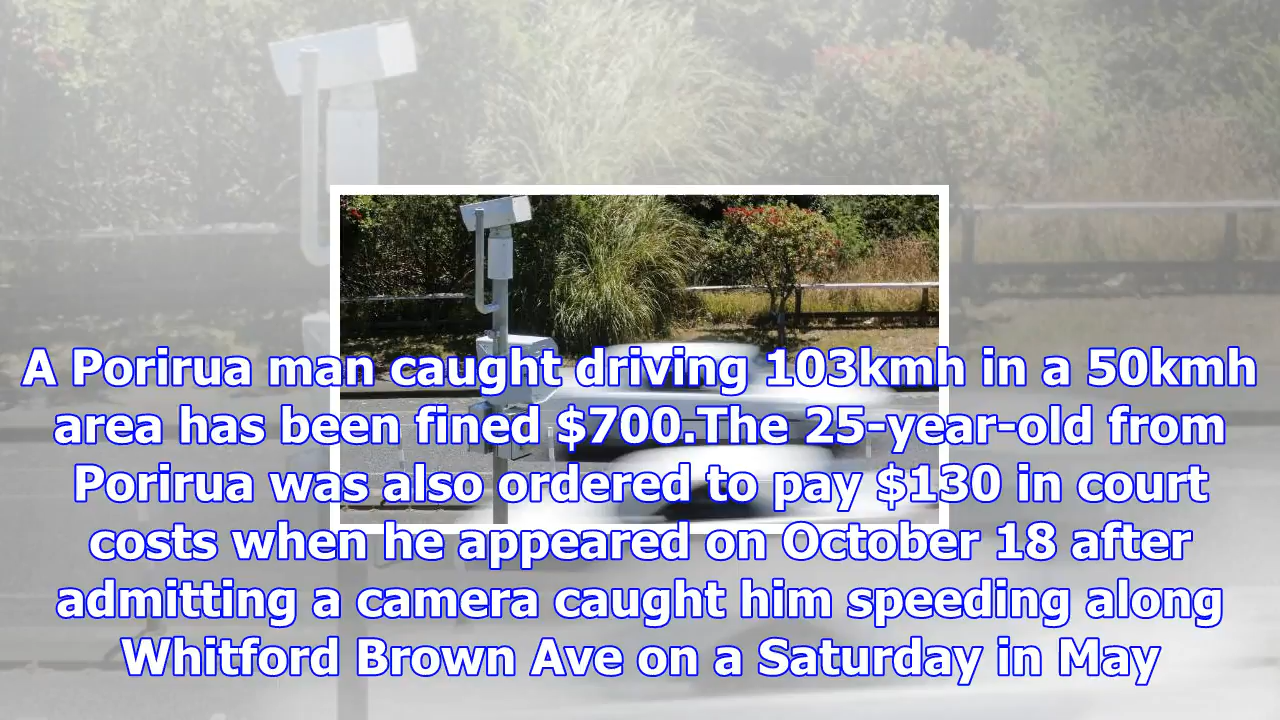 A Porirua man caught driving 103kmh in a 50kmh
area has been fined $700.The 25-year-old from
Porirua was also ordered to pay $130 in court
costs when he appeared on October 18 after
admitting a camera caught him speeding along
Whitford Brown Ave on a Saturday in May